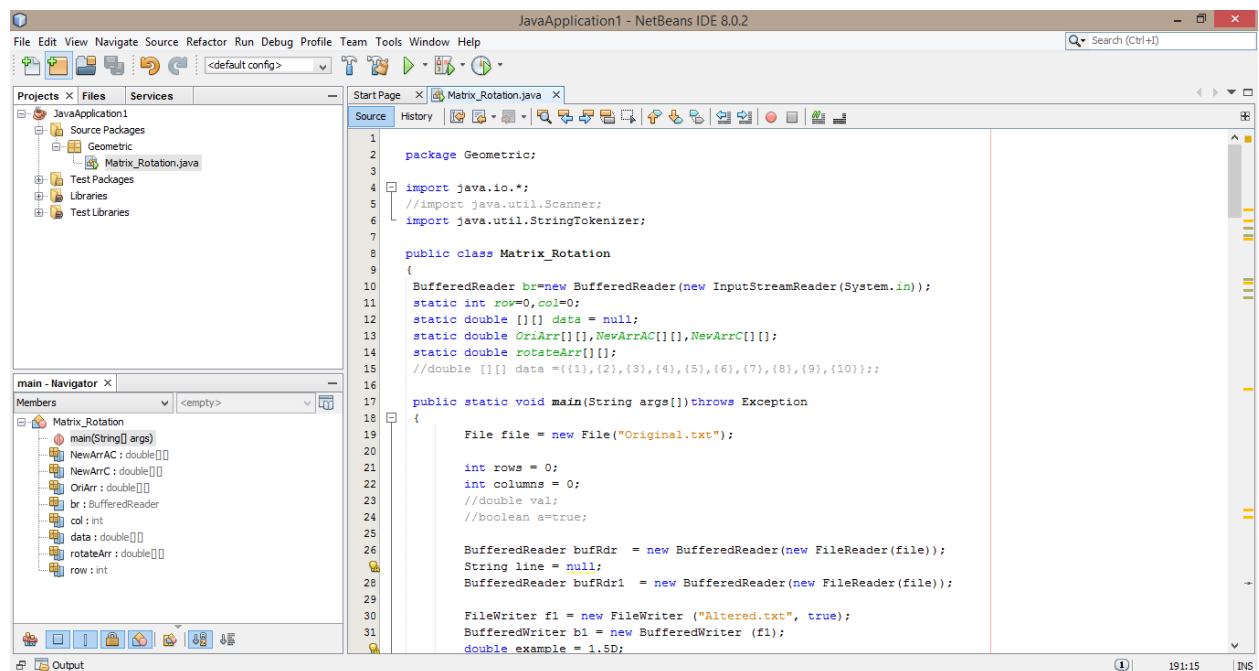 JavaApplication1 - NetBeans IDE 8.0.2
File Edit View Navigate Source Refactor Run Debug Profile Team Tools Window Help
Search (Ctrl+I)
<default config>
Projects Files Services
JavaApplication1
Source Packages
Geometric
Matrix_Rotation.java
Test Packages
Libraries
Test Libraries
main - Navigator
Members <empty>
Matrix_Rotation
main(String[] args)
NewArrAC : double[][]
NewArrC : double[][]
OriArr : double[][]
br : BufferedReader
col : int
data : double[][]
rotateArr : double[][]
row : int
Start Page Matrix_Rotation.java
Source History
1
2 package Geometric;
3
4 import java.io.*;
5 //import java.util.Scanner;
6 import java.util.StringTokenizer;
7
8 public class Matrix_Rotation
9 {
10 BufferedReader br=new BufferedReader(new InputStreamReader(System.in));
11 static int row=0,col=0;
12 static double [][] data = null;
13 static double OriArr[][],NewArrAC[][],NewArrC[][];
14 static double rotateArr[][];
15 //double [][] data ={{1},{2},{3},{4},{5},{6},{7},{8},{9},{10}};;
16
17 public static void main(String args[])throws Exception
18 {
19 File file = new File("Original.txt");
20
21 int rows = 0;
22 int columns = 0;
23 //double val;
24 //boolean a=true;
25
26 BufferedReader bufRdr  = new BufferedReader(new FileReader(file));
String line = null;
28 BufferedReader bufRdr1  = new BufferedReader(new FileReader(file));
29
30 FileWriter f1 = new FileWriter ("Altered.txt", true);
31 BufferedWriter b1 = new BufferedWriter (f1);
double example = 1.5D;
Output
1 191:15 INS